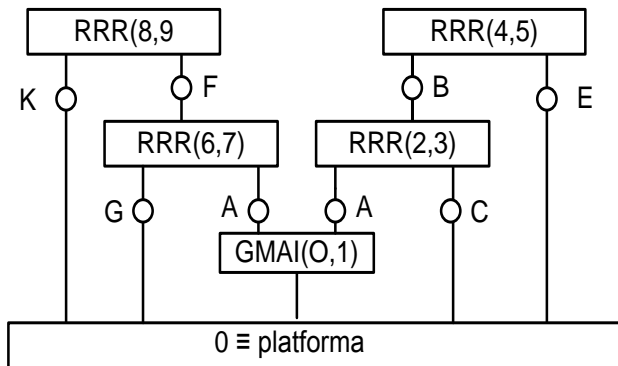 RRR(8,9 RRR(4,5)
K F B E
RRR(6,7) RRR(2,3)
G A A C
GMAI(O,1)
0 ≡ platforma